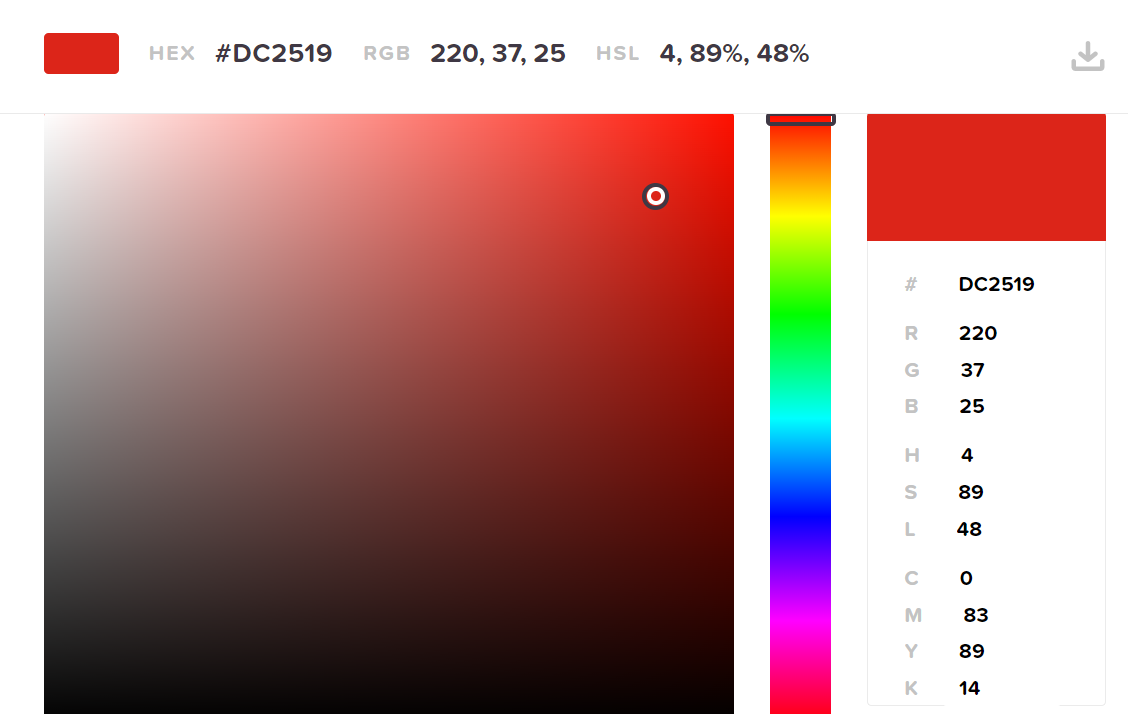 HEX #DC2519 RGB 220, 37, 25 HSL 4, 89%, 48%
# DC2519
R 220
G 37
B 25
H 4
S 89
L 48
C 0
M 83
Y 89
K 14